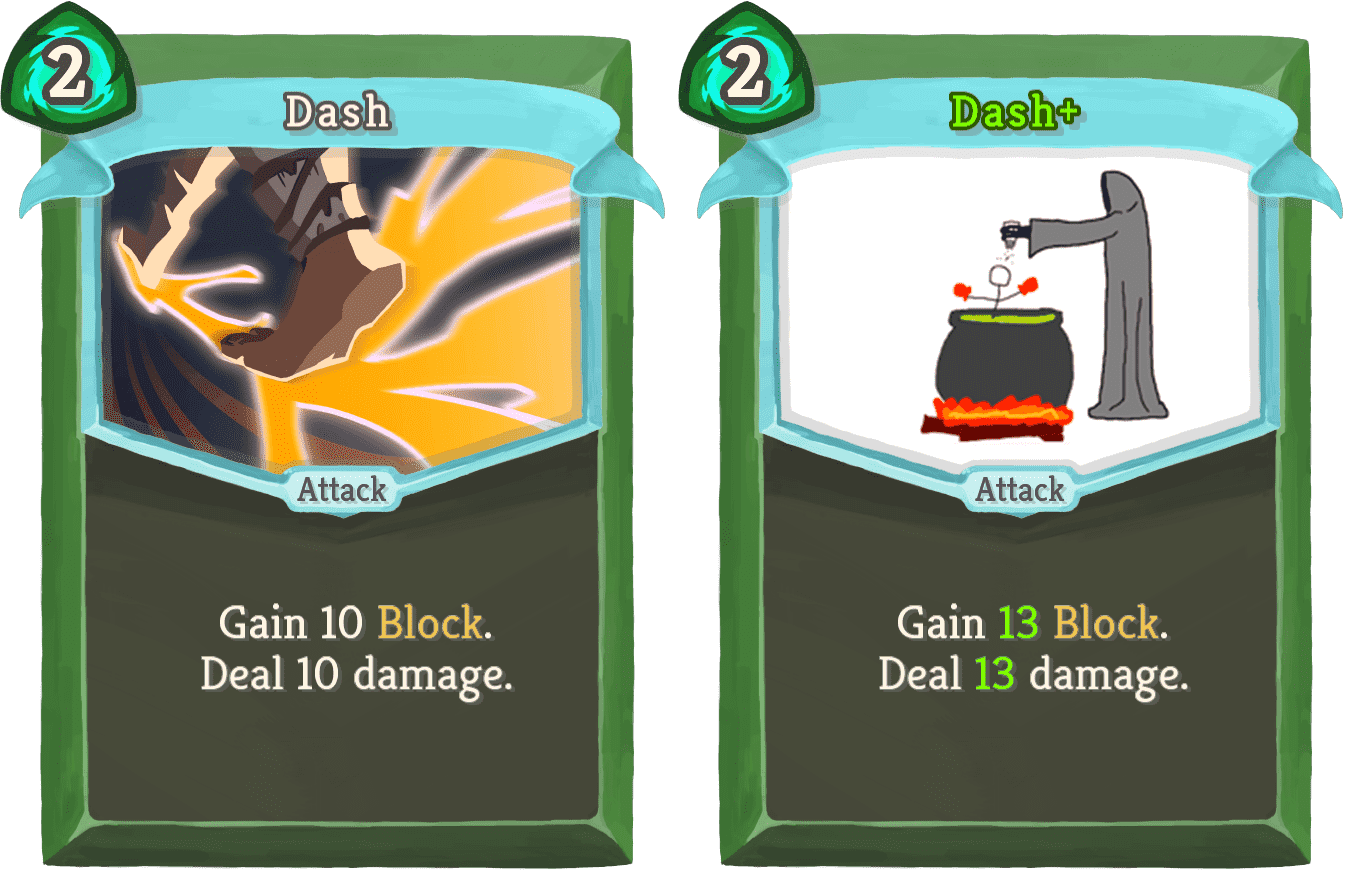 2
Dash
Attack
Gain 10 Block.
Deal 10 damage.
2
Dash+
Attack
Gain 13 Block.
Deal 13 damage.